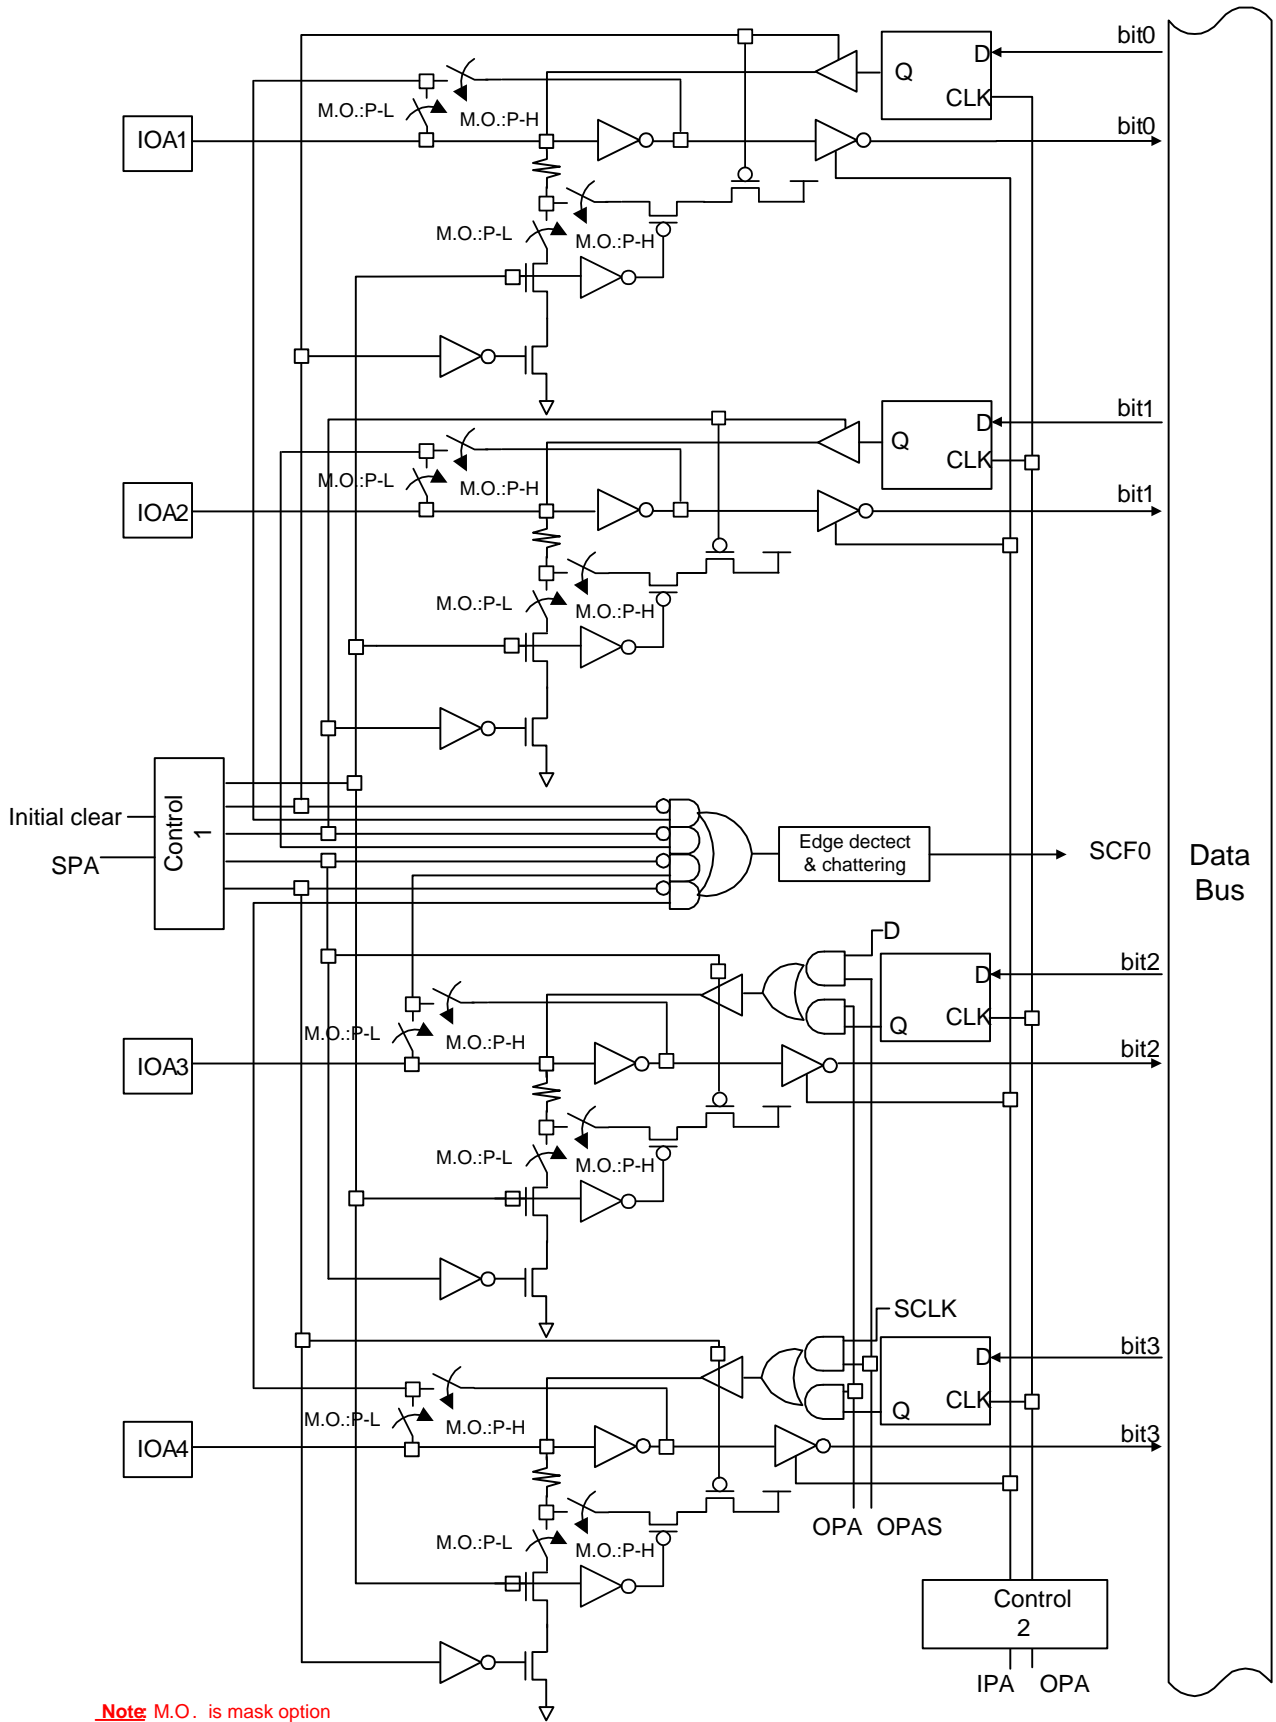 bit0
D
Q
CLK
M.O.:P-L
M.O.:P-H
IOA1
bit0
M.O.:P-L
M.O.:P-H
bit1
D
Q
CLK
M.O.:P-L
M.O.:P-H
IOA2
bit1
M.O.:P-L
M.O.:P-H
Initial clear
SPA
Control
1
Edge dectect
& chattering
SCF0
Data
Bus
D
bit2
D
Q
CLK
M.O.:P-L
M.O.:P-H
IOA3
bit2
M.O.:P-L
M.O.:P-H
SCLK
bit3
D
Q
CLK
M.O.:P-L
M.O.:P-H
IOA4
bit3
M.O.:P-L
M.O.:P-H
OPA OPAS
Control
2
IPA OPA
Note: M.O. is mask option